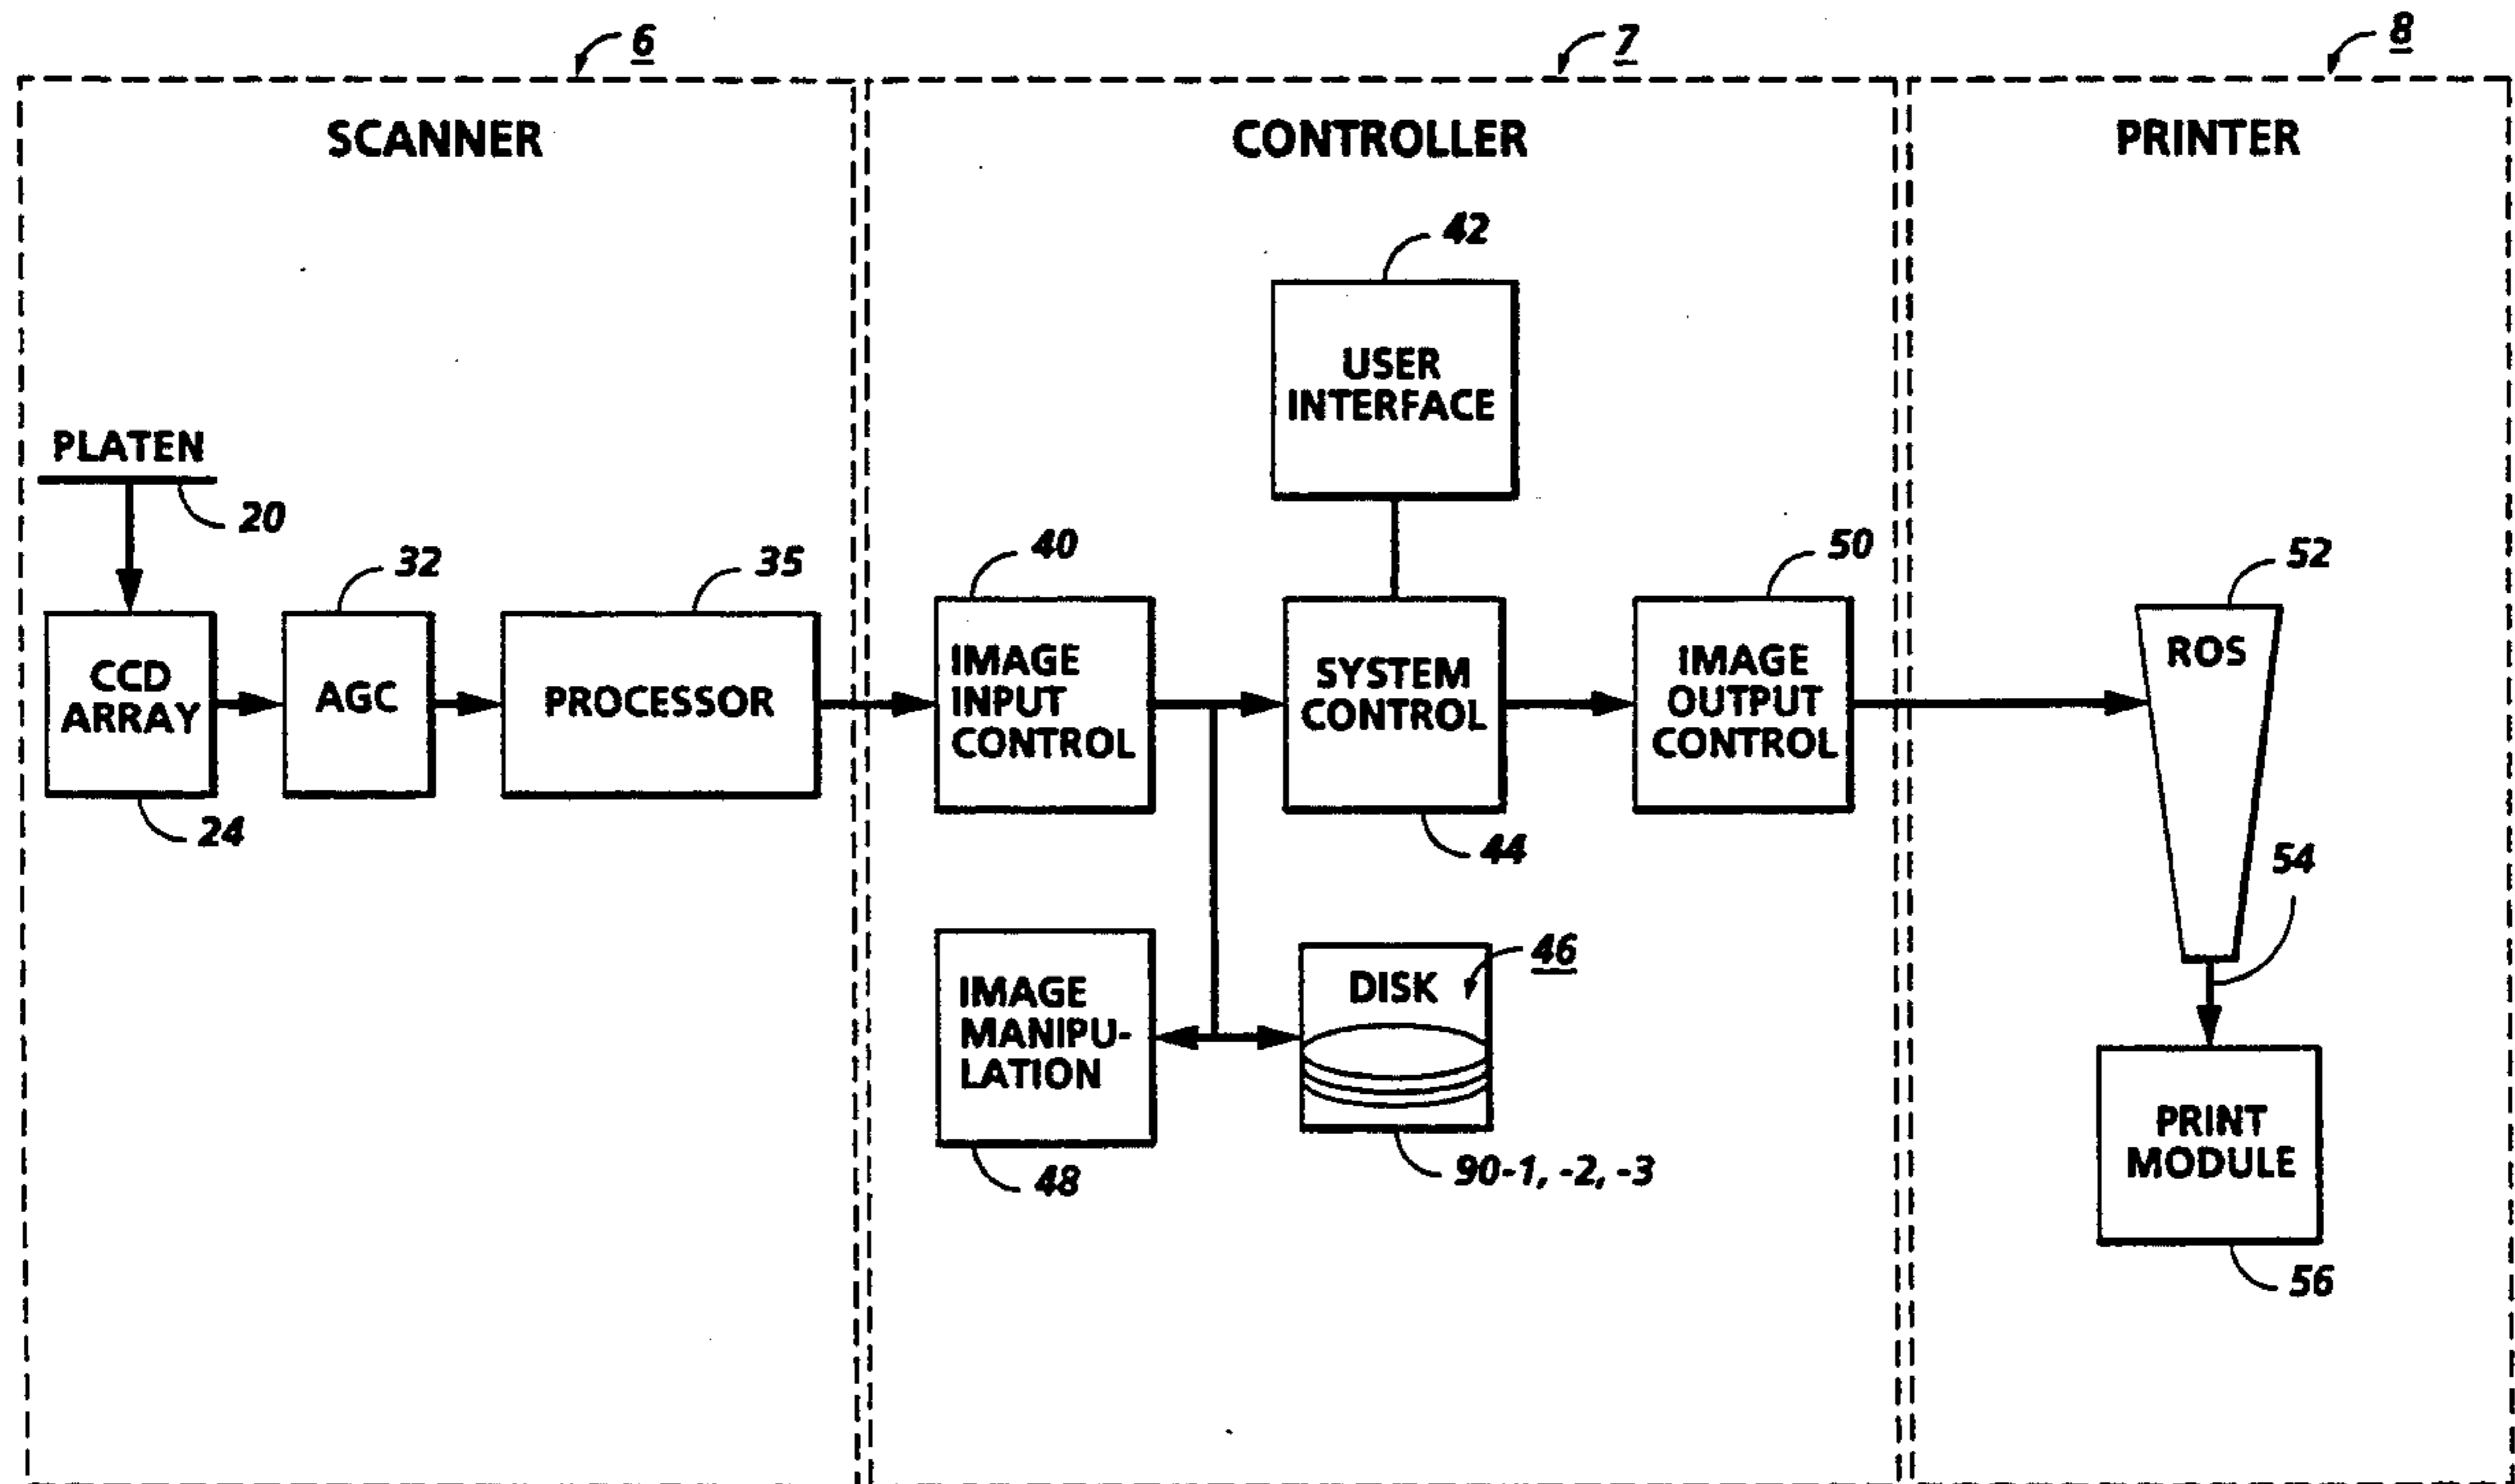 6
7
8
SCANNER
CONTROLLER
PRINTER
42
USER
INTERFACE
PLATEN
20
32
35
40
50
52
CCD
ARRAY
AGC
PROCESSOR
IMAGE
INPUT
CONTROL
SYSTEM
CONTROL
IMAGE
OUTPUT
CONTROL
ROS
24
44
54
IMAGE
MANIPU-
LATION
DISK
46
48
90-1, -2, -3
PRINT
MODULE
56